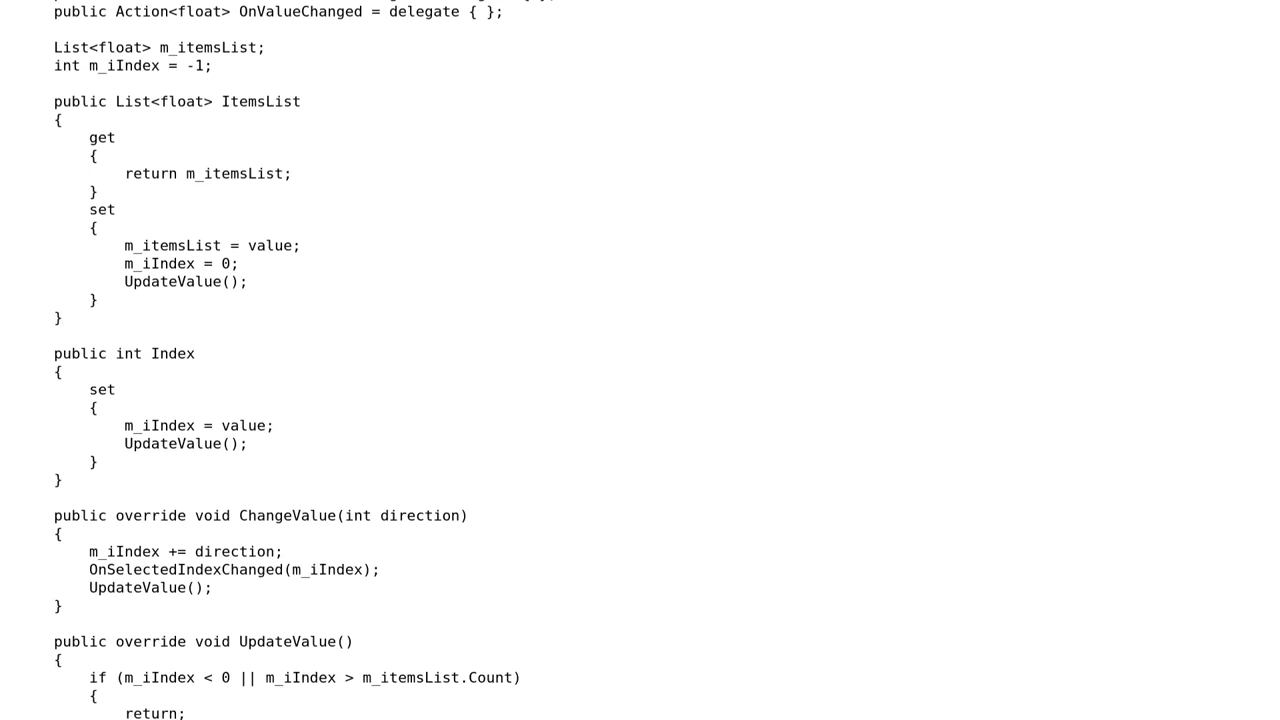 public Action<float> OnValueChanged = delegate { };
List<float> m_itemsList;
int m_iIndex = -1;
public List<float> ItemsList
{
get
{
return m_itemsList;
}
set
{
m_itemsList = value;
m_iIndex = 0;
UpdateValue();
}
}
public int Index
{
set
{
m_iIndex = value;
UpdateValue();
}
}
public override void ChangeValue(int direction)
{
m_iIndex += direction;
OnSelectedIndexChanged(m_iIndex);
UpdateValue();
}
public override void UpdateValue()
{
if (m_iIndex < 0 || m_iIndex > m_itemsList.Count)
{
return;